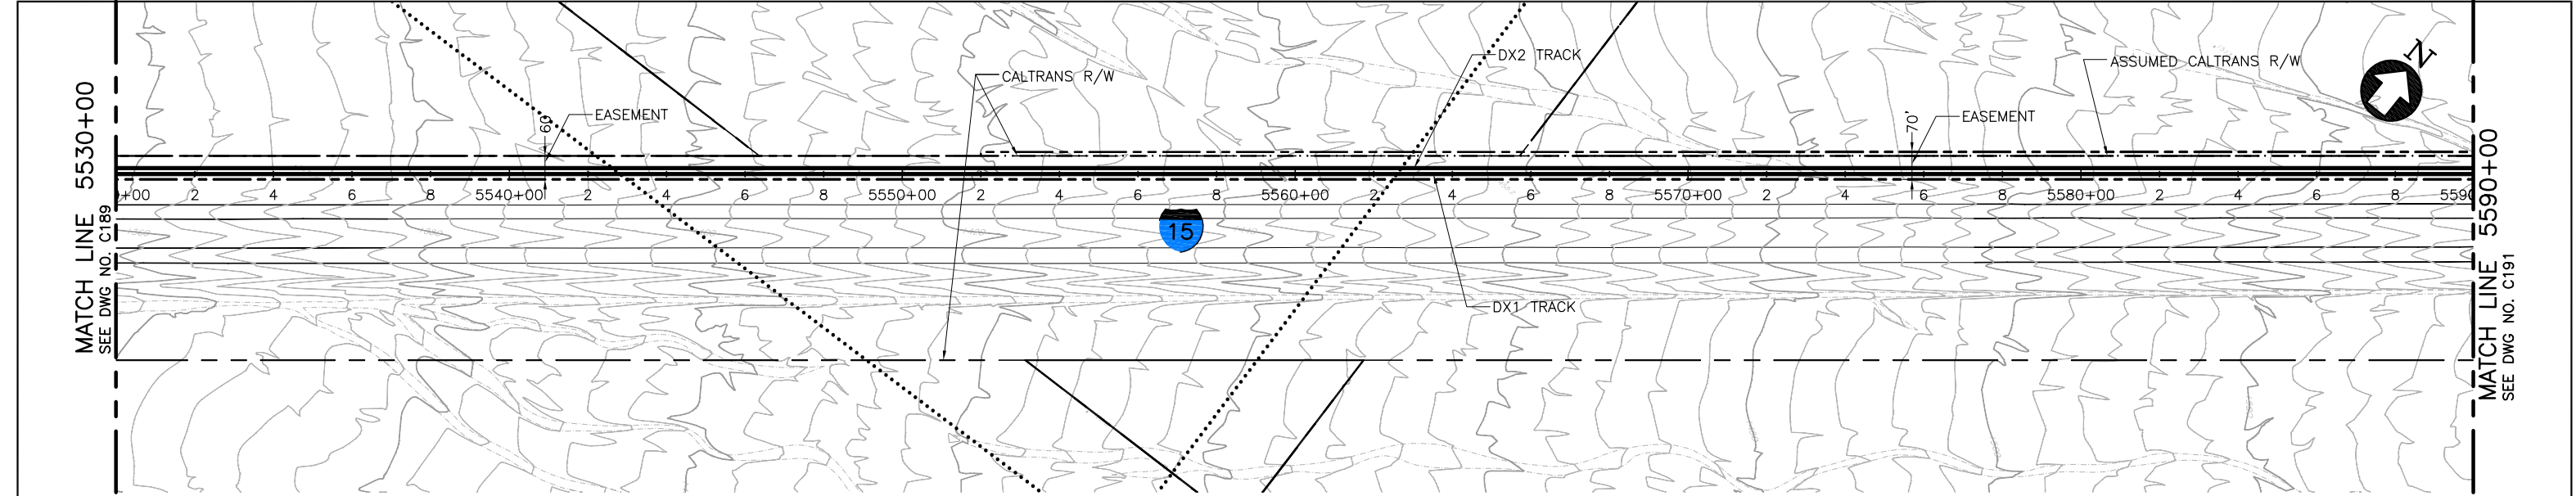 MATCH LINE 5530+00
SEE DWG NO. C189
CALTRANS R/W
DX2 TRACK
ASSUMED CALTRANS R/W
N
60'
EASEMENT
70'
EASEMENT
+00 2 4 6 8 5540+00 2 4 6 8 5550+00 2 4 6 8 5560+00 2 4 6 8 5570+00 2 4 6 8 5580+00 2 4 6 8 5590
15
DX1 TRACK
MATCH LINE 5590+00
SEE DWG NO. C191